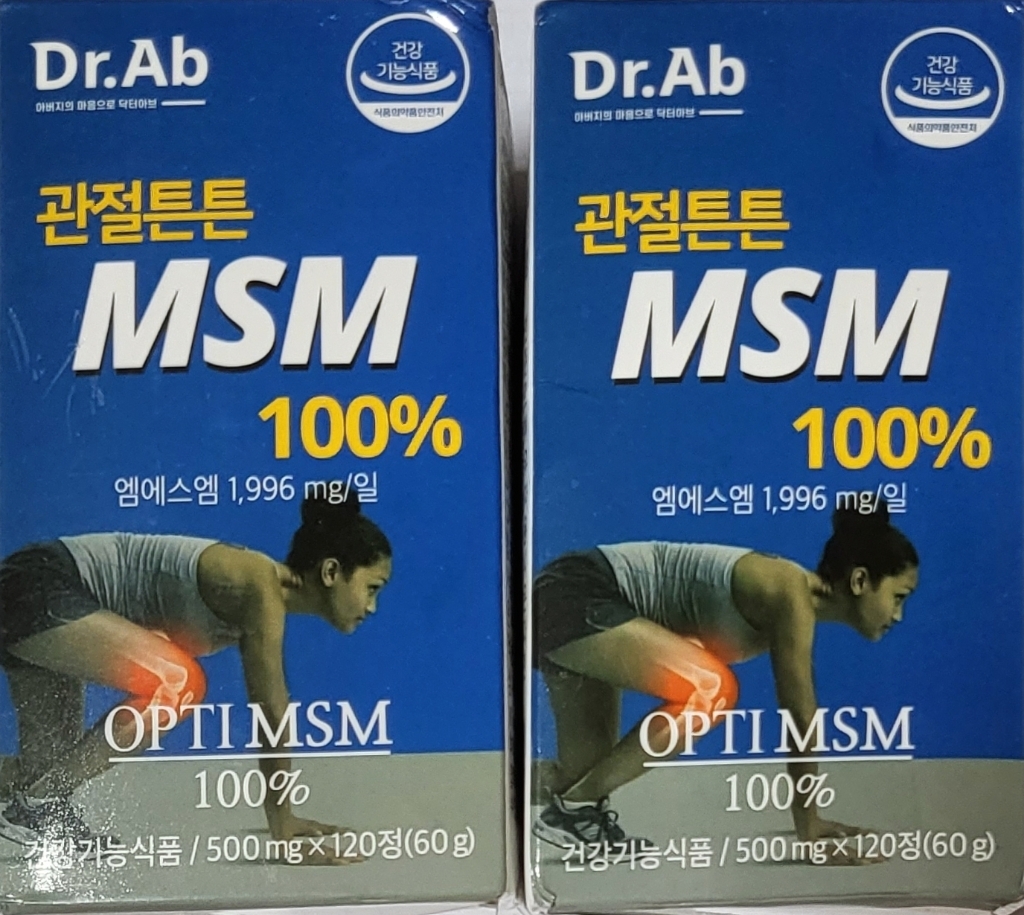 Dr.Ab
아버지의 마음으로 닥터아브
건강
기능식품
식품의약품안전처
관절튼튼
MSM
100%
엠에스엠 1,996 mg/일
OPTI MSM
100%
건강기능식품 / 500 mg × 120정(60 g)
Dr.Ab
아버지의 마음으로 닥터아브
건강
기능식품
식품의약품안전처
관절튼튼
MSM
100%
엠에스엠 1,996 mg/일
OPTI MSM
100%
건강기능식품 / 500 mg × 120정(60 g)